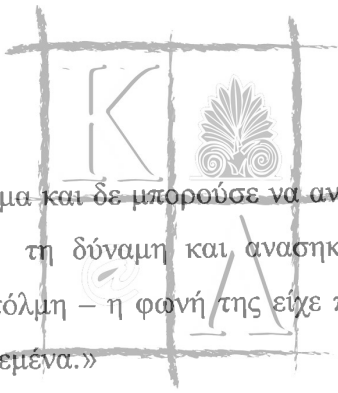 μα και δε μπορούσε να αν
τη δύναμη και ανασηκ
τόλμη – η φωνή της είχε
εμένα.»